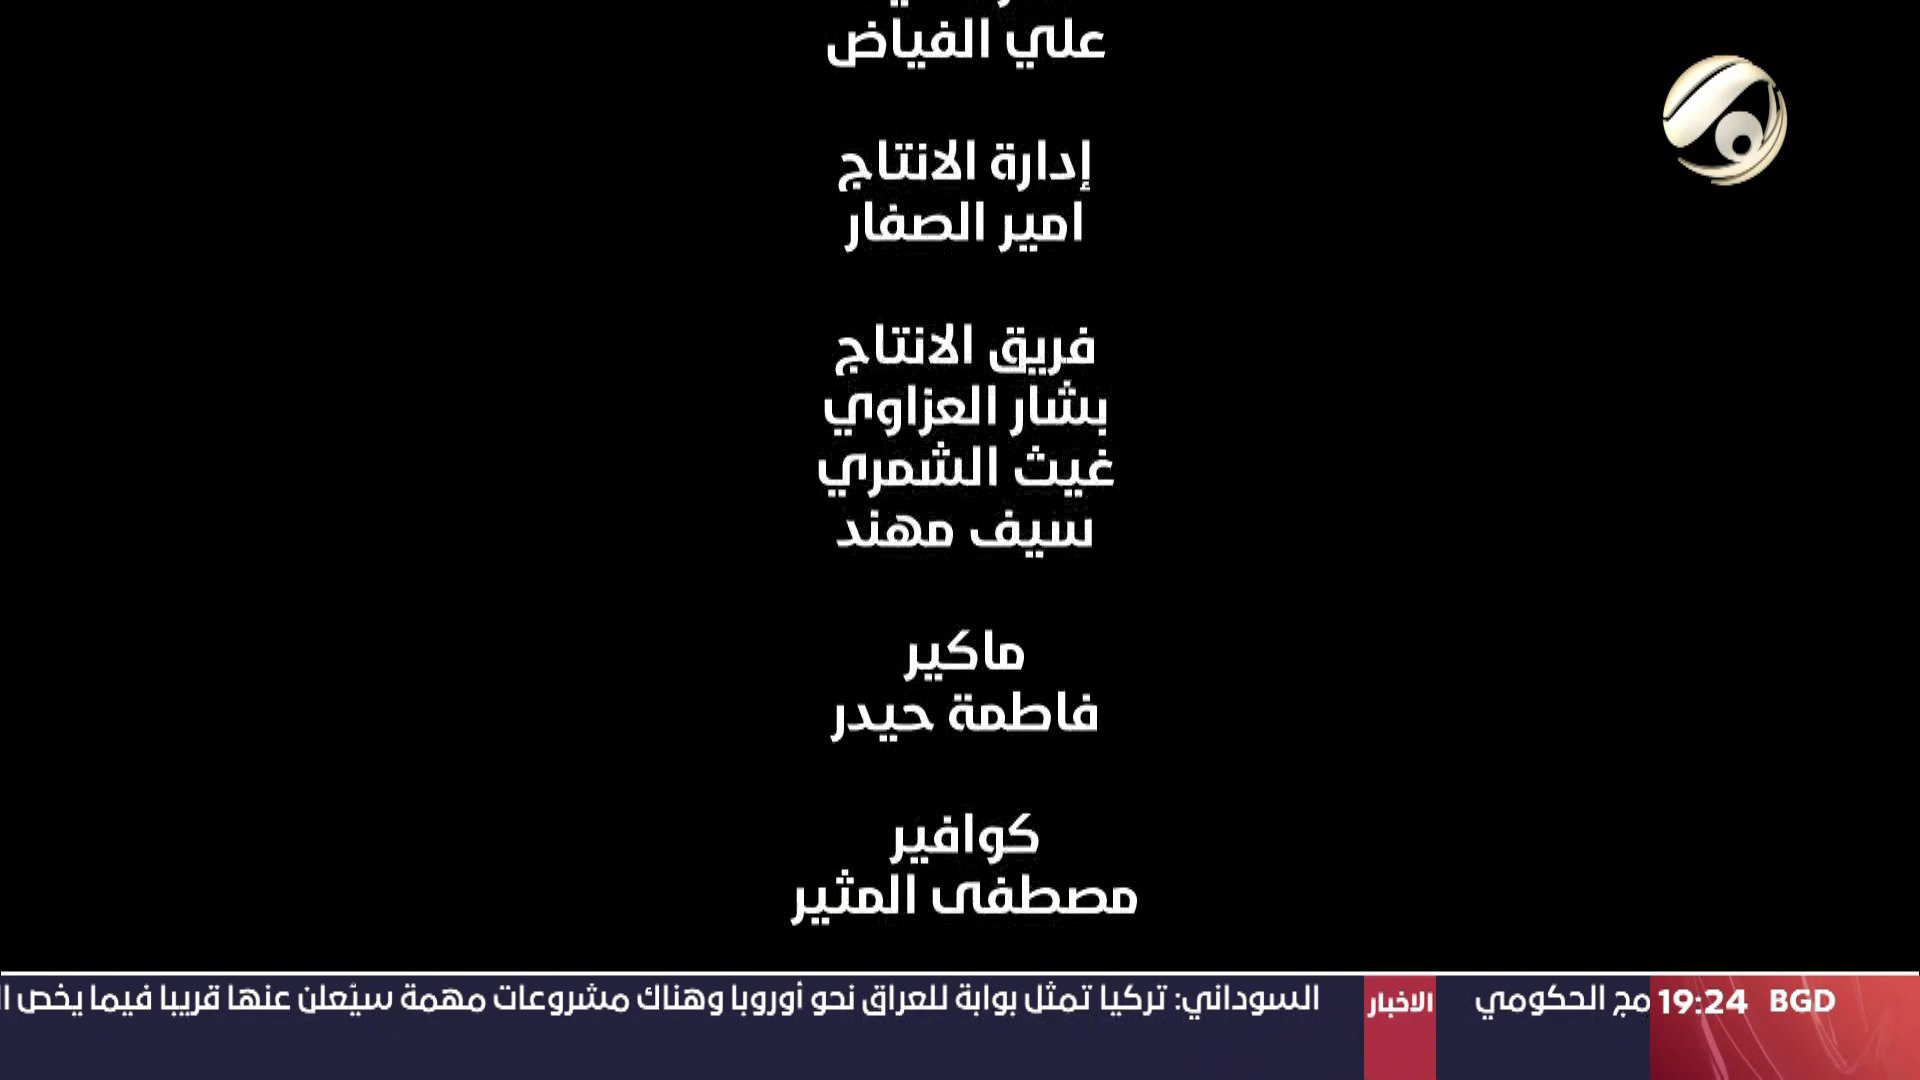 علي الفياض
إدارة الانتاج
امير الصفار
فريق الانتاج
بشار العزاوي
غيث الشمري
سيف مهند
ماكير
فاطمة حيدر
كوافير
مصطفى المثير
BGD 19:24
مج الحكومي
الاخبار
السوداني: تركيا تمثل بوابة للعراق نحو أوروبا وهناك مشروعات مهمة سيُعلن عنها قريبا فيما يخص